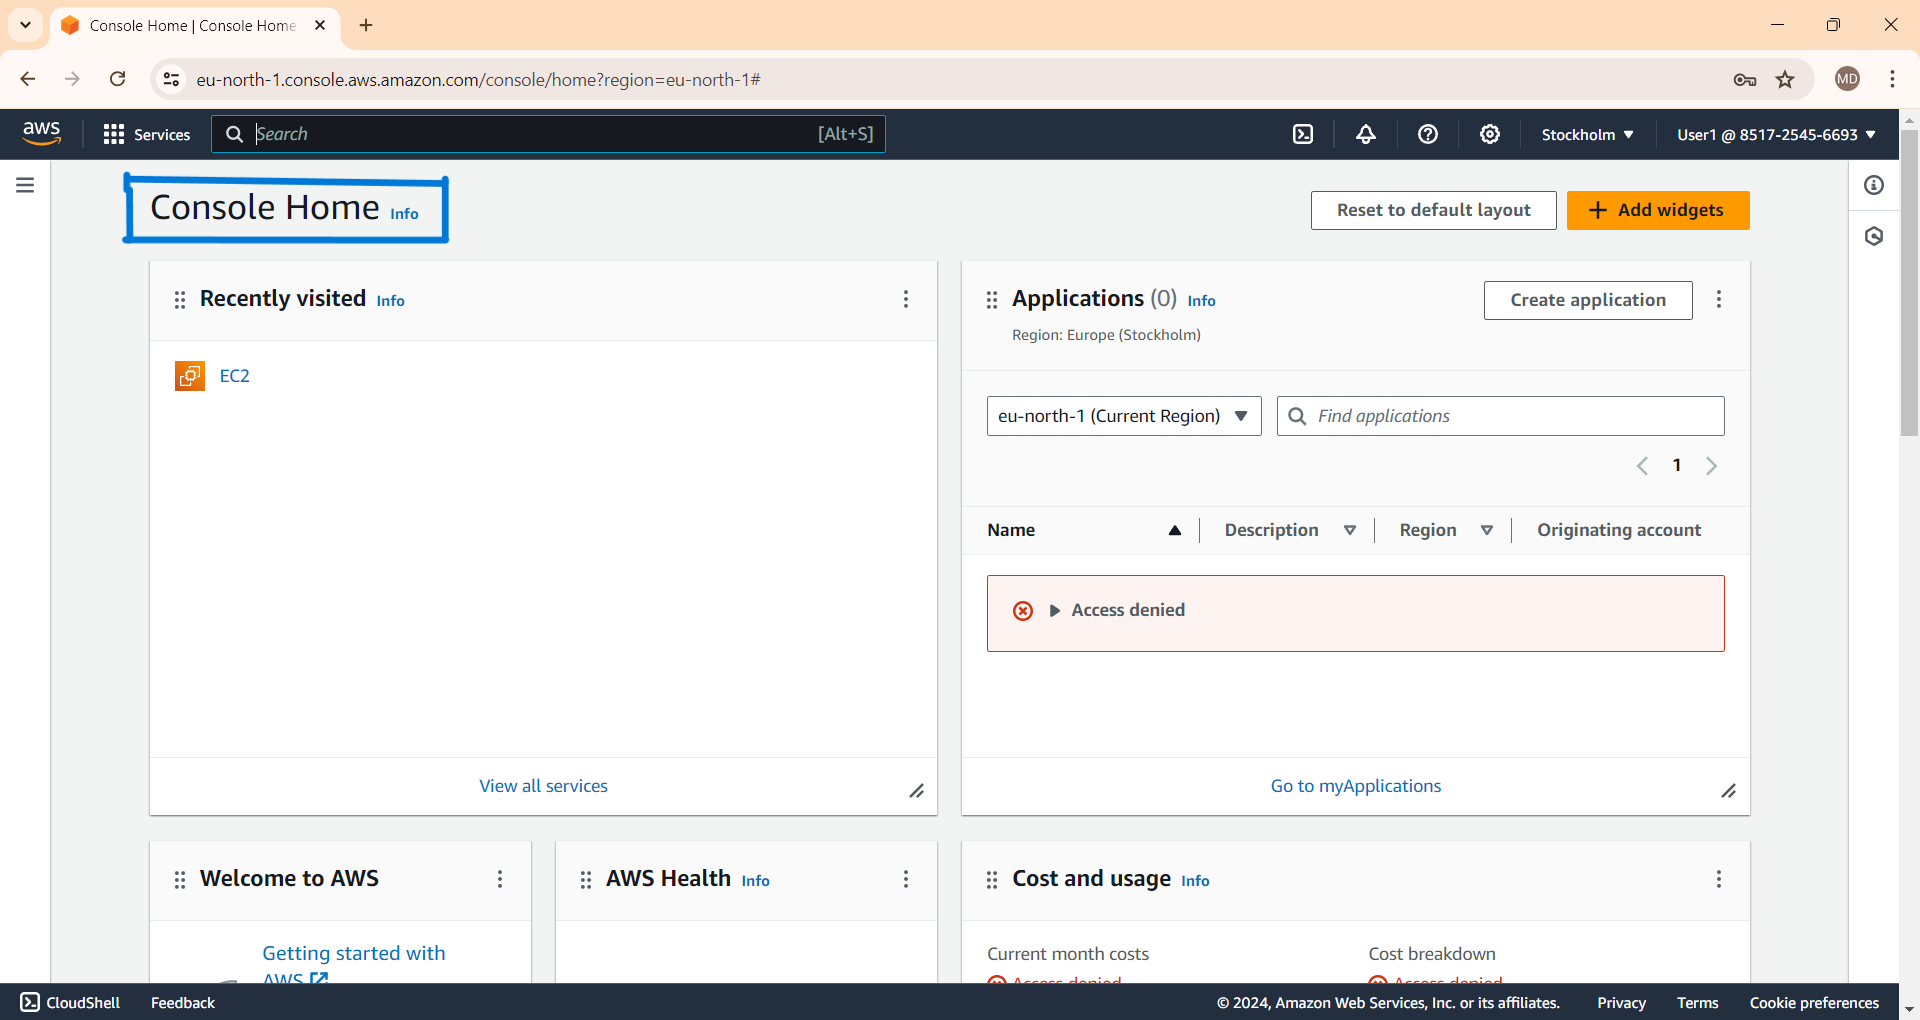 Console Home | Console Home
eu-north-1.console.aws.amazon.com/console/home?region=eu-north-1#
MD
aws
Services
Search
[Alt+S]
Stockholm
User1 @ 8517-2545-6693
Console Home Info
Reset to default layout
Add widgets
Recently visited Info
EC2
View all services
Applications (0) Info
Region: Europe (Stockholm)
Create application
eu-north-1 (Current Region)
Find applications
1
Name
Description
Region
Originating account
Access denied
Go to myApplications
Welcome to AWS
Getting started with
AWS
AWS Health Info
Cost and usage Info
Current month costs
Access denied
Cost breakdown
Access denied
CloudShell
Feedback
© 2024, Amazon Web Services, Inc. or its affiliates.
Privacy
Terms
Cookie preferences